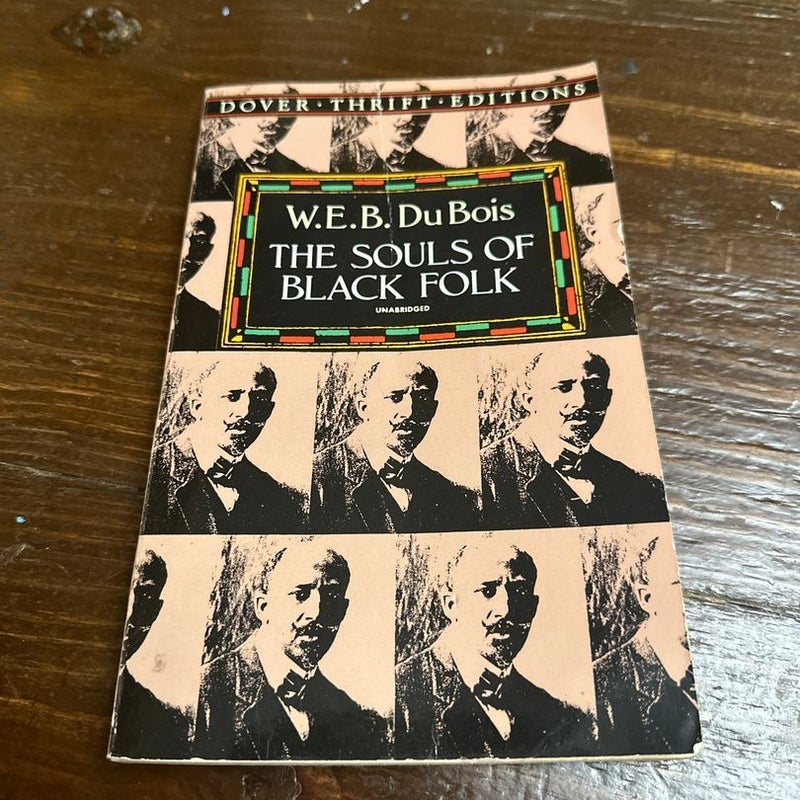 DOVER · THRIFT · EDITIONS
W.E.B. Du Bois
THE SOULS OF
BLACK FOLK
UNABRIDGED